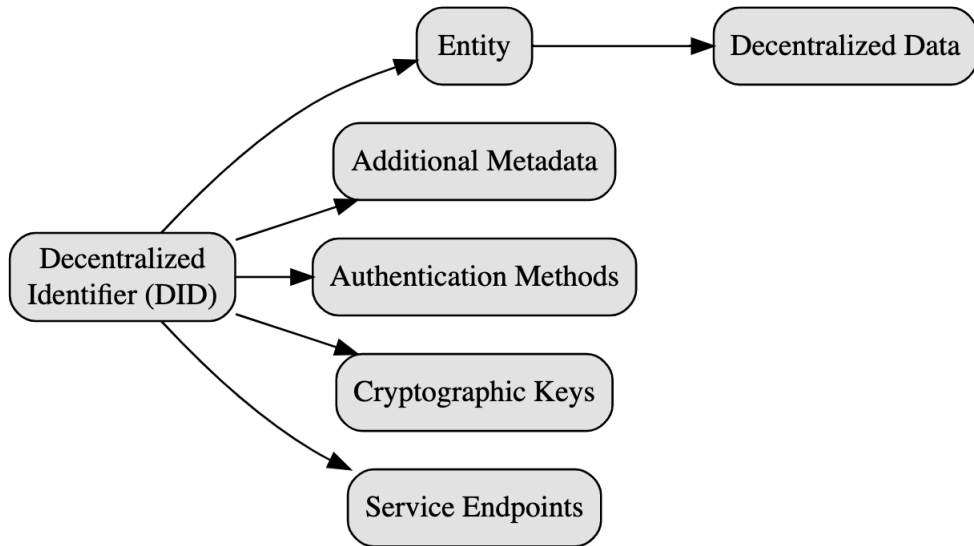 Entity
Decentralized Data
Additional Metadata
Decentralized
Identifier (DID)
Authentication Methods
Cryptographic Keys
Service Endpoints